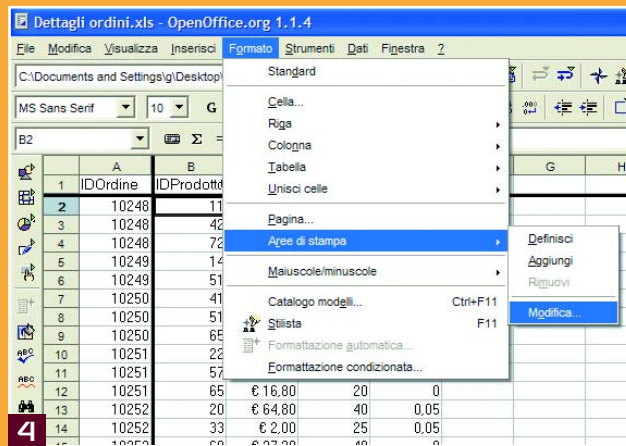 Dettagli ordini.xls - OpenOffice.org 1.1.4
File Modifica Visualizza Inserisci Formato Strumenti Dati Finestra ?
C:\Documents and Settings\g\Desktop\
MS Sans Serif 10 G
B2 Σ =
Standard
Cella...
Riga
Colonna
Tabella
Unisci celle
Pagina...
Aree di stampa
Maiuscole/minuscole
Catalogo modelli... Ctrl+F11
Stilista F11
Formattazione automatica...
Formattazione condizionata...
Definisci
Aggiungi
Rimuovi
Modifica...
A B G H
1 IDOrdine IDProdotto
2 10248 11
3 10248 42
4 10248 72
5 10249 14
6 10249 51
7 10250 41
8 10250 51
9 10250 65
10 10251 22
11 10251 57
12 10251 65 € 16,80 20 0
13 10252 20 € 64,80 40 0,05
14 10252 33 € 2,00 25 0,05
4